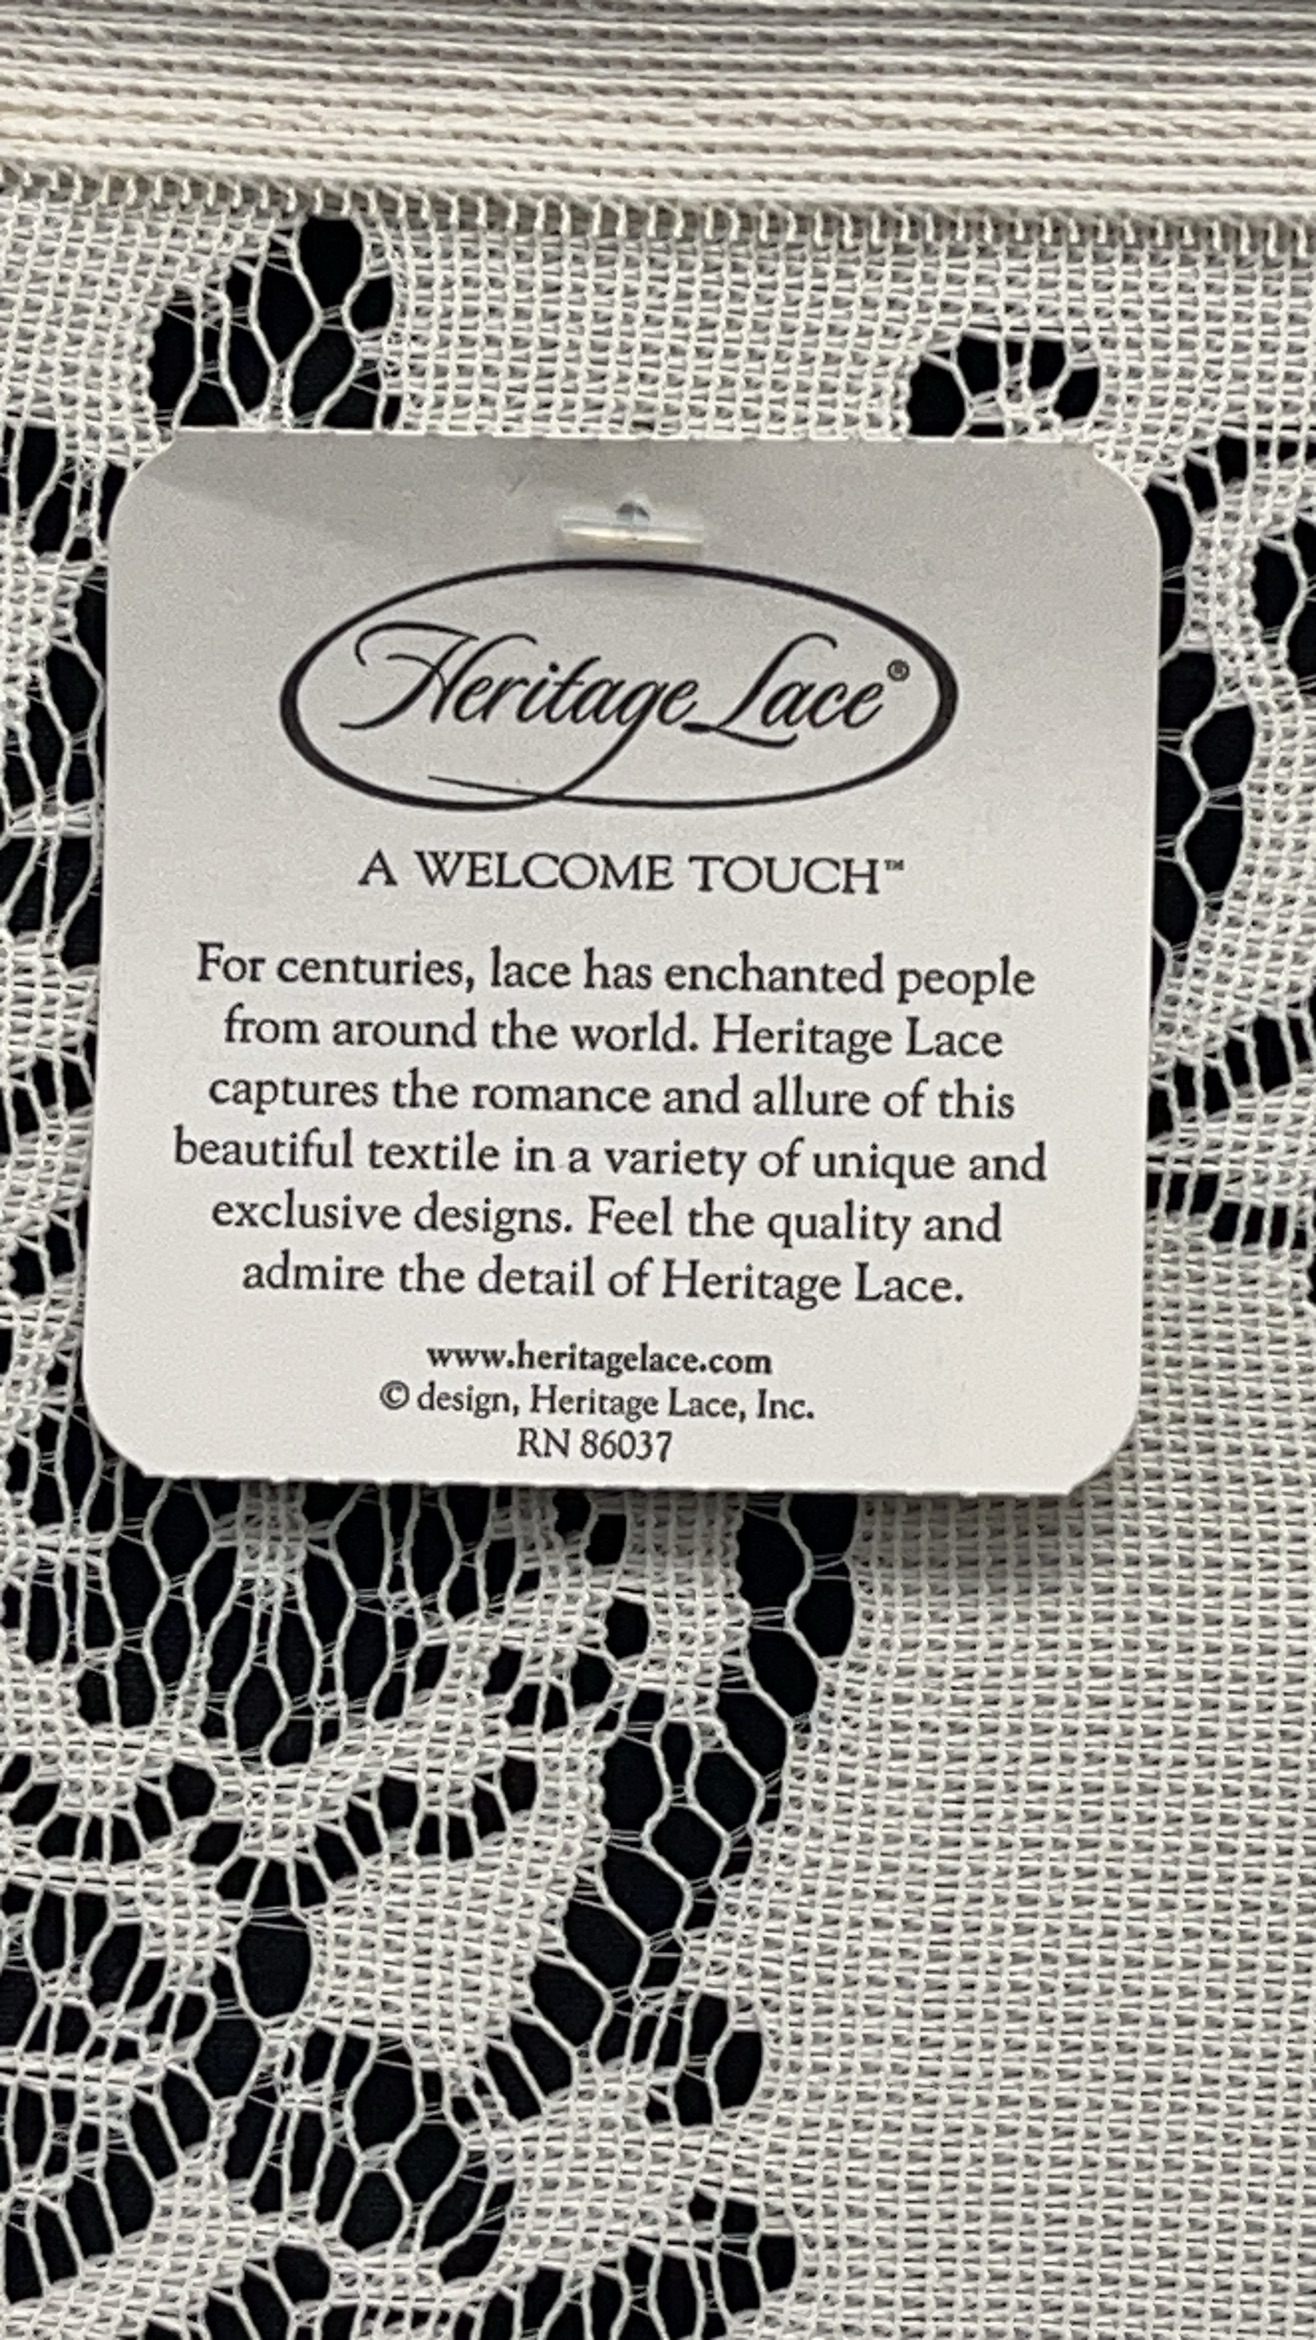 Heritage Lace®
A WELCOME TOUCH™
For centuries, lace has enchanted people
from around the world. Heritage Lace
captures the romance and allure of this
beautiful textile in a variety of unique and
exclusive designs. Feel the quality and
admire the detail of Heritage Lace.
www.heritagelace.com
© design, Heritage Lace, Inc.
RN 86037